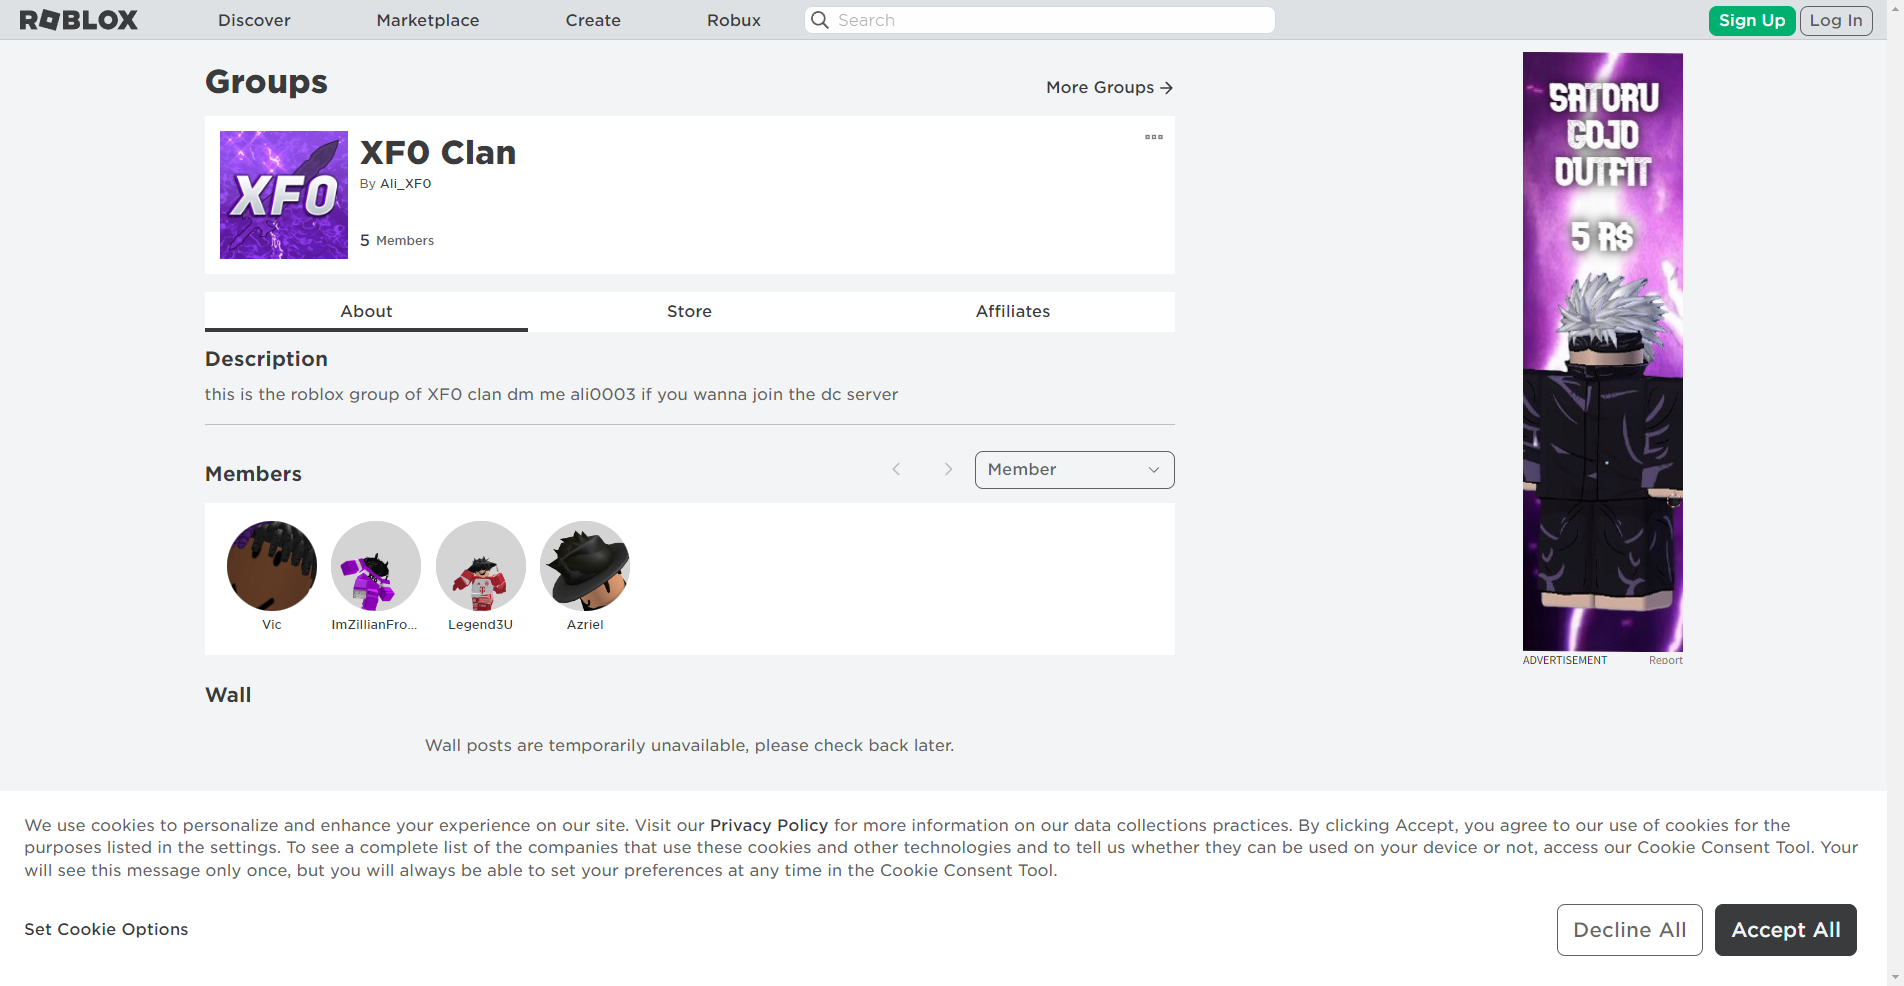 ROBLOX
Discover
Marketplace
Create
Robux
Search
Sign Up
Log In
Groups
More Groups
XF0
XF0 Clan
By Ali_XF0
5 Members
About
Store
Affiliates
Description
this is the roblox group of XF0 clan dm me ali0003 if you wanna join the dc server
Members
Member
Vic
ImZillianFro...
Legend3U
Azriel
Wall
Wall posts are temporarily unavailable, please check back later.
SATORU
GOJO
OUTFIT
5 R$
ADVERTISEMENT
Report
We use cookies to personalize and enhance your experience on our site. Visit our Privacy Policy for more information on our data collections practices. By clicking Accept, you agree to our use of cookies for the
purposes listed in the settings. To see a complete list of the companies that use these cookies and other technologies and to tell us whether they can be used on your device or not, access our Cookie Consent Tool. Your
will see this message only once, but you will always be able to set your preferences at any time in the Cookie Consent Tool.
Set Cookie Options
Decline All
Accept All